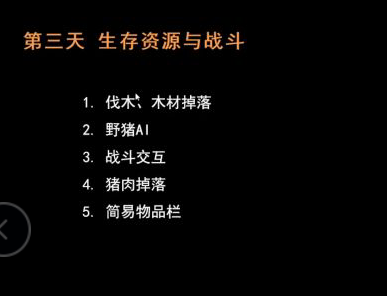 第三天 生存资源与战斗
1. 伐木、木材掉落
2. 野猪AI
3. 战斗交互
4. 猪肉掉落
5. 简易物品栏